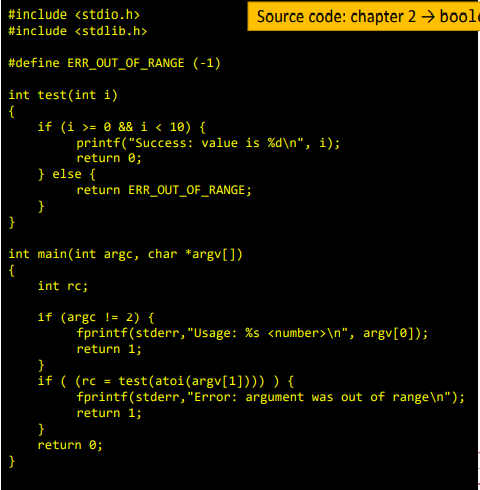 #include <stdio.h>
#include <stdlib.h>
Source code: chapter 2 → boole
#define ERR_OUT_OF_RANGE (-1)
int test(int i)
{
if (i >= 0 && i < 10) {
printf("Success: value is %d\n", i);
return 0;
} else {
return ERR_OUT_OF_RANGE;
}
}
int main(int argc, char *argv[])
{
int rc;
if (argc != 2) {
fprintf(stderr,"Usage: %s <number>\n", argv[0]);
return 1;
}
if ( (rc = test(atoi(argv[1]))) ) {
fprintf(stderr,"Error: argument was out of range\n");
return 1;
}
return 0;
}